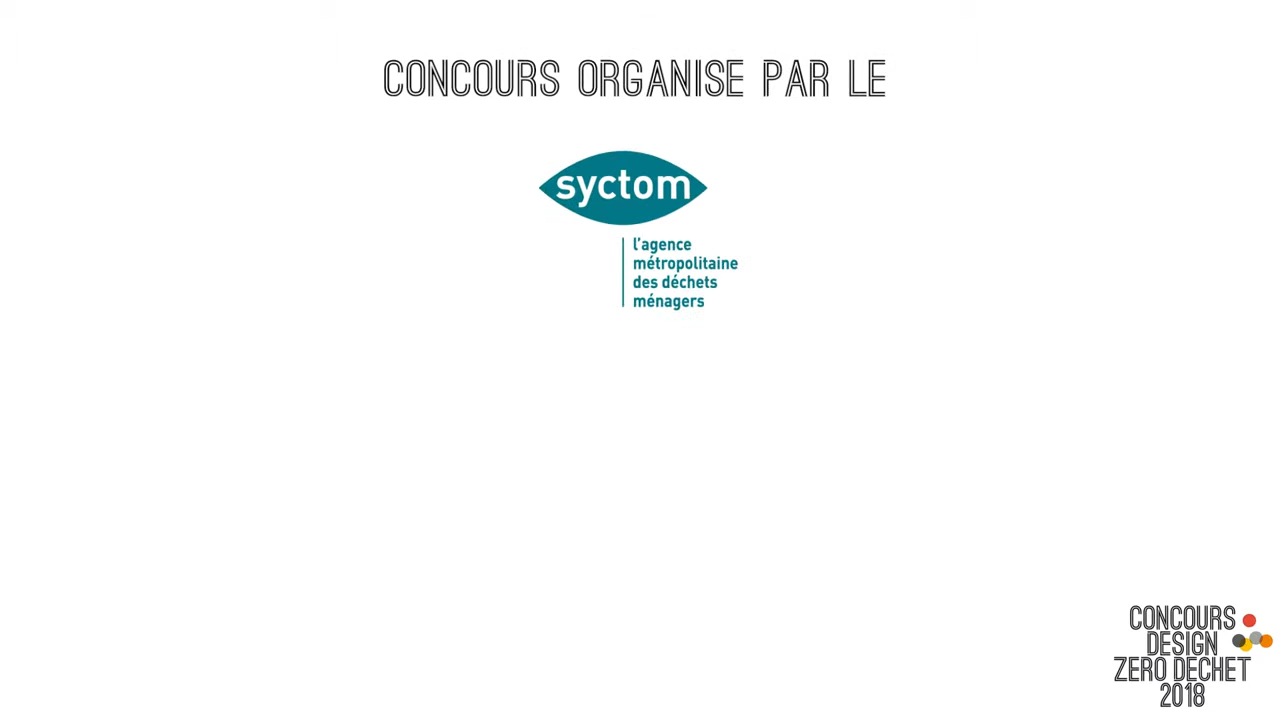 CONCOURS ORGANISE PAR LE
syctom
l'agence
métropolitaine
des déchets
ménagers
CONCOURS
DESIGN
ZERO DECHET
2018